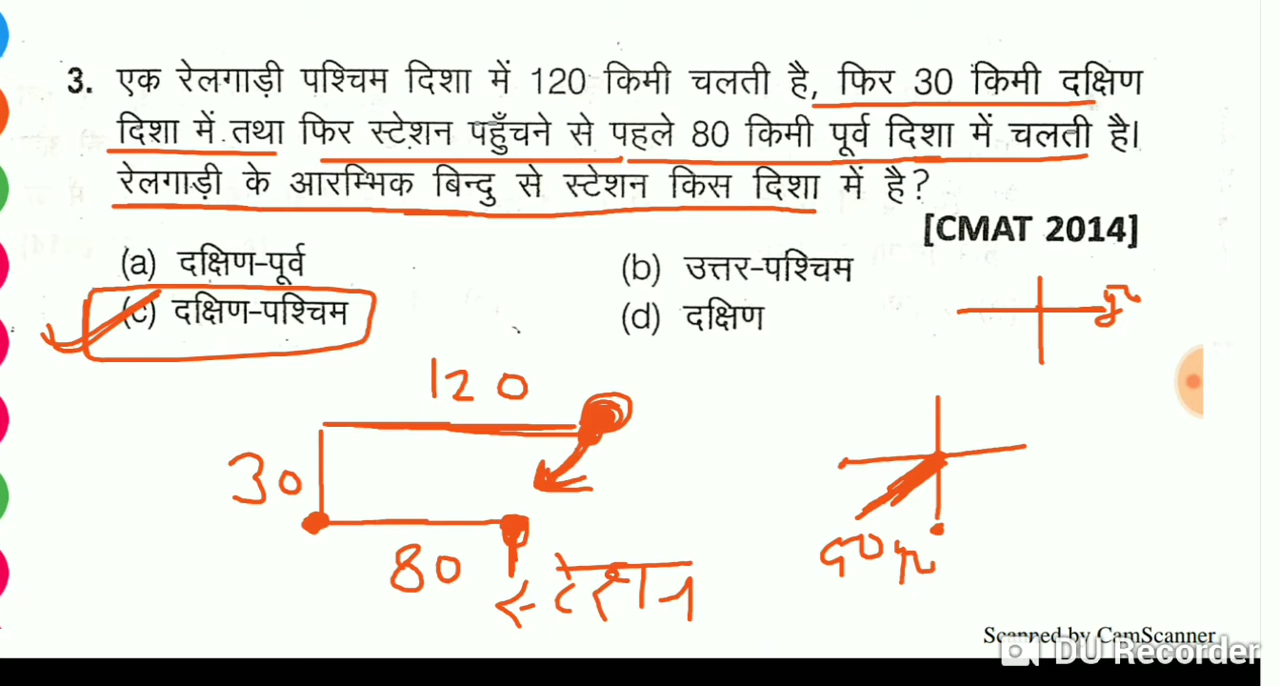 3. एक रेलगाड़ी पश्चिम दिशा में 120 किमी चलती है, फिर 30 किमी दक्षिण
दिशा में तथा फिर स्टेशन पहुँचने से पहले 80 किमी पूर्व दिशा में चलती है।
रेलगाड़ी के आरम्भिक बिन्दु से स्टेशन किस दिशा में है?
[CMAT 2014]
(a) दक्षिण-पूर्व (b) उत्तर-पश्चिम
(c) दक्षिण-पश्चिम (d) दक्षिण
120
30
80
स्टेशन
द०प०
Scanned by CamScanner
DU Recorder